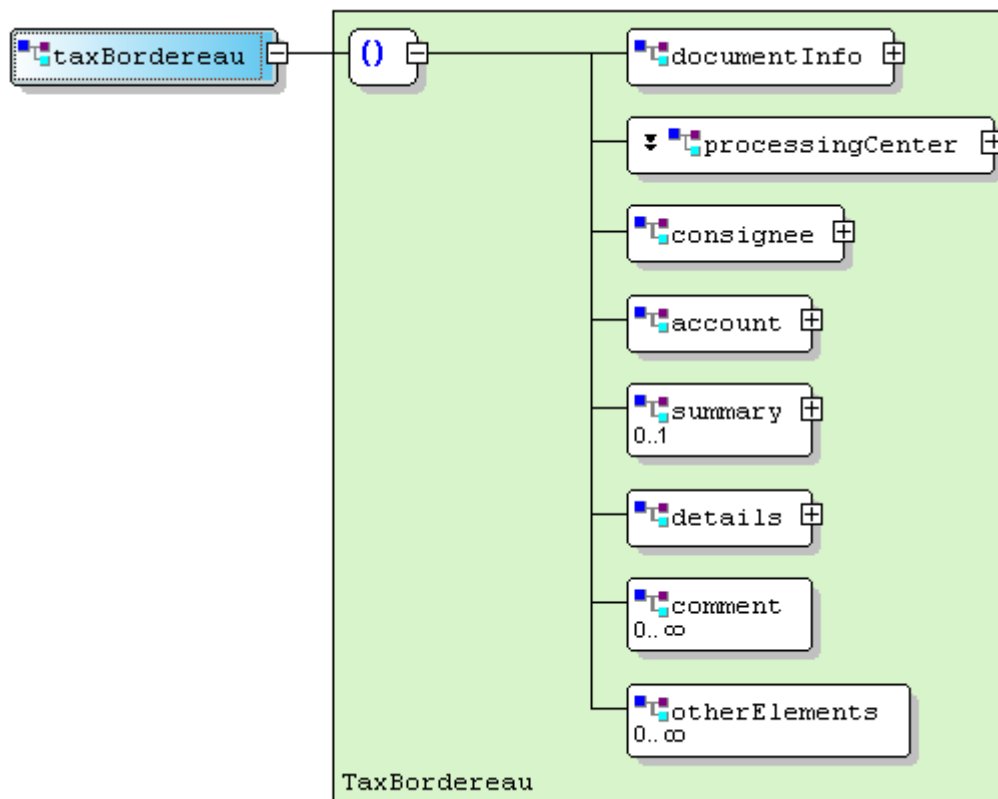 taxBordereau
()
documentInfo
processingCenter
consignee
account
summary
0..1
details
comment
0..∞
otherElements
0..∞
TaxBordereau